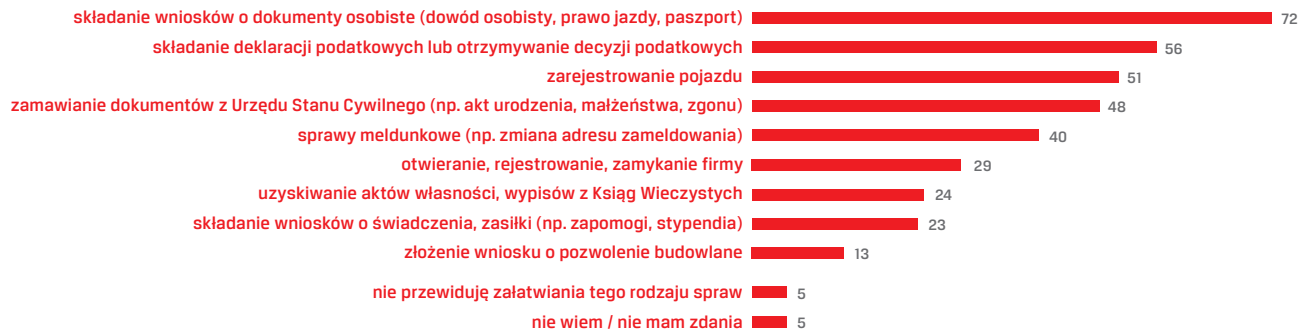 składanie wniosków o dokumenty osobiste (dowód osobisty, prawo jazdy, paszport) 72
składanie deklaracji podatkowych lub otrzymywanie decyzji podatkowych 56
zarejestrowanie pojazdu 51
zamawianie dokumentów z Urzędu Stanu Cywilnego (np. akt urodzenia, małżeństwa, zgonu) 48
sprawy meldunkowe (np. zmiana adresu zameldowania) 40
otwieranie, rejestrowanie, zamykanie firmy 29
uzyskiwanie aktów własności, wypisów z Ksiąg Wieczystych 24
składanie wniosków o świadczenia, zasiłki (np. zapomogi, stypendia) 23
złożenie wniosku o pozwolenie budowlane 13
nie przewiduję załatwiania tego rodzaju spraw 5
nie wiem / nie mam zdania 5